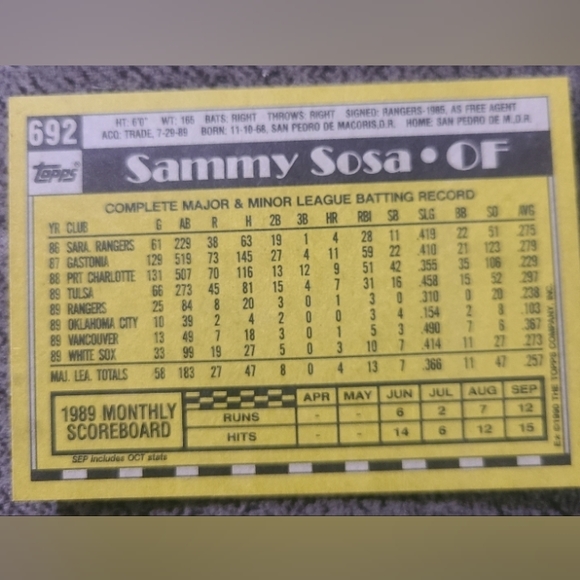 692
HT: 6'0" WT: 165 BATS: RIGHT THROWS: RIGHT SIGNED: RANGERS-1985, AS FREE AGENT
ACQ: TRADE, 7-29-89 BORN: 11-10-68, SAN PEDRO DE MACORIS, D.R. HOME: SAN PEDRO DE M., D.R.
Topps
Sammy Sosa • OF
COMPLETE MAJOR & MINOR LEAGUE BATTING RECORD
YR CLUB G AB R H 2B 3B HR RBI SB SLG BB SO AVG
86 SARA. RANGERS 61 229 38 63 19 1 4 28 11 .419 22 51 .275
87 GASTONIA 129 519 73 145 27 4 11 59 22 .410 21 123 .279
88 PRT CHARLOTTE 131 507 70 116 13 12 9 51 42 .355 35 106 .229
89 TULSA 66 273 45 81 15 4 7 31 16 .458 15 52 .297
89 RANGERS 25 84 8 20 3 0 1 3 0 .310 0 20 .238
89 OKLAHOMA CITY 10 39 2 4 2 0 0 3 4 .154 2 8 .103
89 VANCOUVER 13 49 7 18 3 0 1 5 3 .490 7 6 .367
89 WHITE SOX 33 99 19 27 5 0 3 10 7 .414 11 27 .273
MAJ. LEA. TOTALS 58 183 27 47 8 0 4 13 7 .366 11 47 .257
1989 MONTHLY
SCOREBOARD
APR MAY JUN JUL AUG SEP
RUNS - - 6 2 7 12
HITS - - 14 6 12 15
SEP includes OCT stats
©1990 THE TOPPS COMPANY, INC.